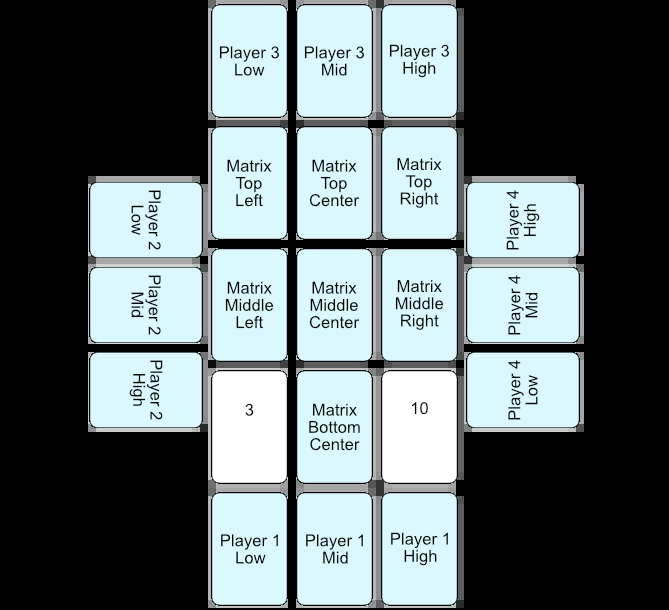 Player 3
Low
Player 3
Mid
Player 3
High
Matrix
Top
Left
Matrix
Top
Center
Matrix
Top
Right
Player 2
Low
Player 4
High
Matrix
Middle
Left
Matrix
Middle
Center
Matrix
Middle
Right
Player 2
Mid
Player 4
Mid
Player 2
High
3
Matrix
Bottom
Center
10
Player 4
Low
Player 1
Low
Player 1
Mid
Player 1
High